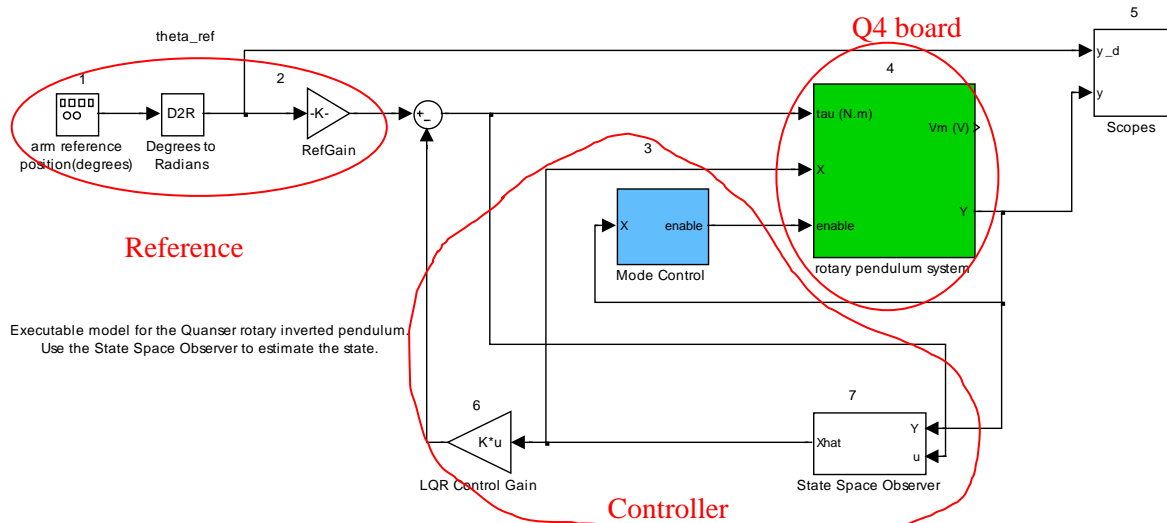 theta_ref
Q4 board
5
1
2
4
y_d
y
Scopes
D2R
-K-
+
_
tau (N.m)
Vm (V)
arm reference
position(degrees)
Degrees to
Radians
RefGain
3
X
X
enable
enable
Y
Mode Control
rotary pendulum system
Reference
Executable model for the Quanser rotary inverted pendulum.
Use the State Space Observer to estimate the state.
6
7
K*u
Xhat
Y
u
LQR Control Gain
State Space Observer
Controller